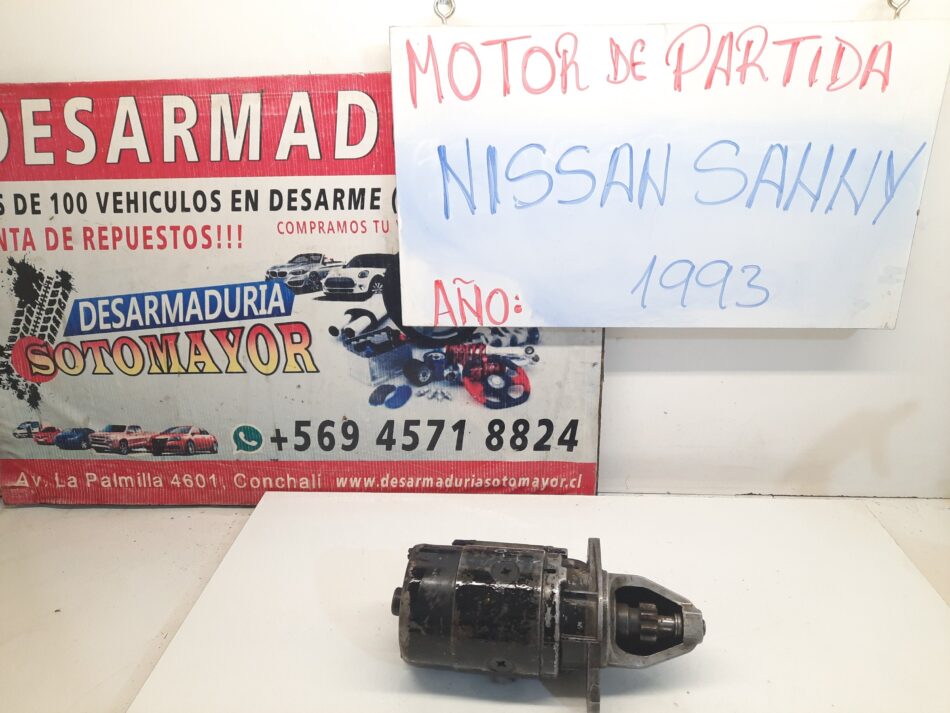 MOTOR DE PARTIDA
NISSAN SANNY
AÑO: 1993
DESARMAD
S DE 100 VEHICULOS EN DESARME (
NTA DE REPUESTOS!!!
COMPRAMOS TU
DESARMADURIA
SOTOMAYOR
+569 4571 8824
Av. La Palmilla 4601, Conchalí www.desarmaduriasotomayor.cl